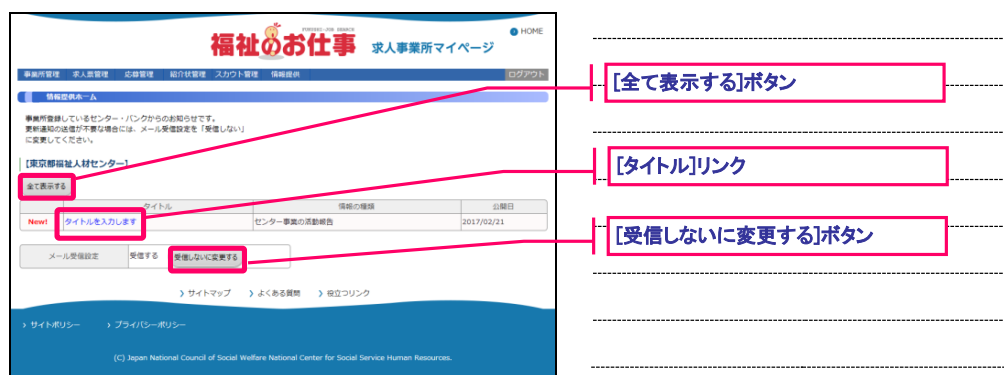 福祉のお仕事
求人事業所マイページ
HOME
事業所管理 求人票管理 応募管理 紹介状管理 スカウト管理 情報提供 ログアウト
情報提供ホーム
事業所登録しているセンター・バンクからのお知らせです。
更新通知の送信が不要な場合には、メール受信設定を「受信しない」
に変更してください。
[東京都福祉人材センター]
全て表示する
タイトル 情報の種類 公開日
New! タイトルを入力します センター事業の活動報告 2017/02/21
メール受信設定 受信する 受信しないに変更する
サイトマップ よくある質問 役立つリンク
サイトポリシー プライバシーポリシー
(C) Japan National Council of Social Welfare National Center for Social Service Human Resources.
[全て表示する]ボタン
[タイトル]リンク
[受信しないに変更する]ボタン